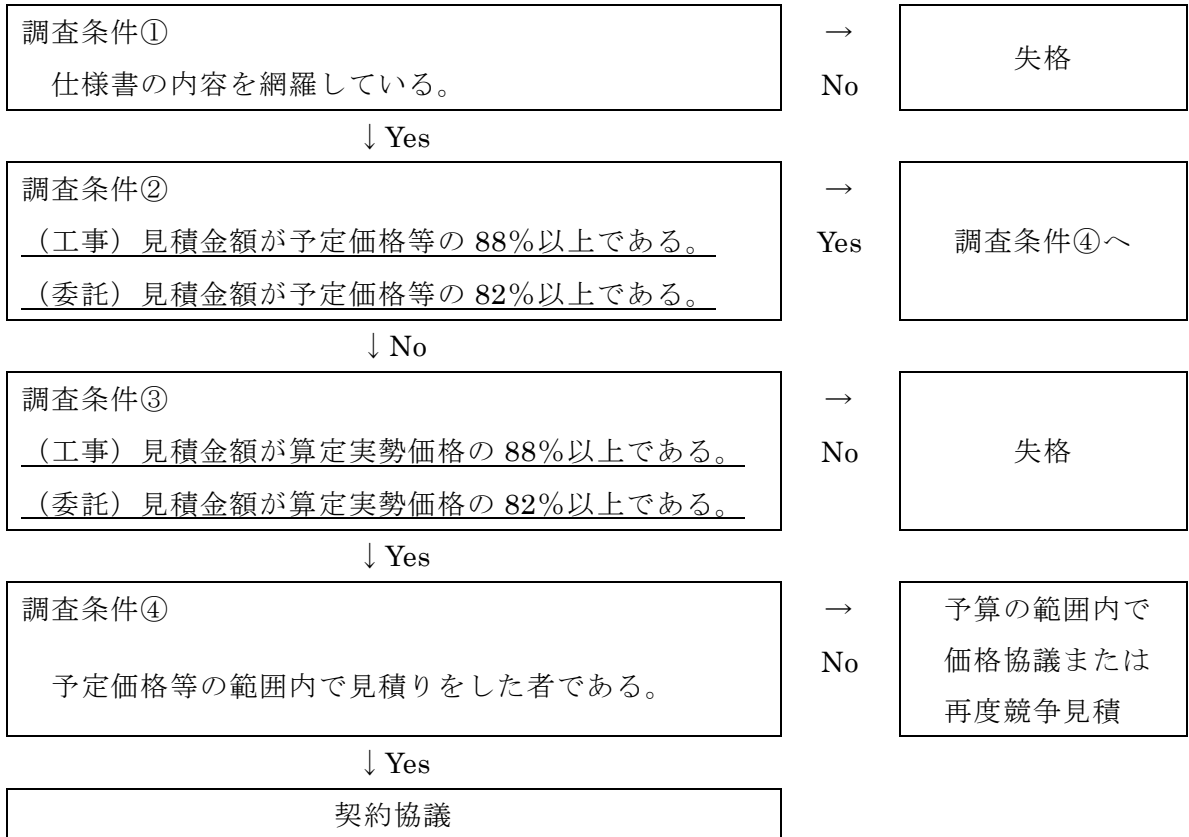 調査条件①
仕様書の内容を網羅している。
→
No
失格
↓ Yes
調査条件②
（工事）見積金額が予定価格等の 88％以上である。
（委託）見積金額が予定価格等の 82％以上である。
→
Yes
調査条件④へ
↓ No
調査条件③
（工事）見積金額が算定実勢価格の 88％以上である。
（委託）見積金額が算定実勢価格の 82％以上である。
→
No
失格
↓ Yes
調査条件④
予定価格等の範囲内で見積りをした者である。
→
No
予算の範囲内で
価格協議または
再度競争見積
↓ Yes
契約協議